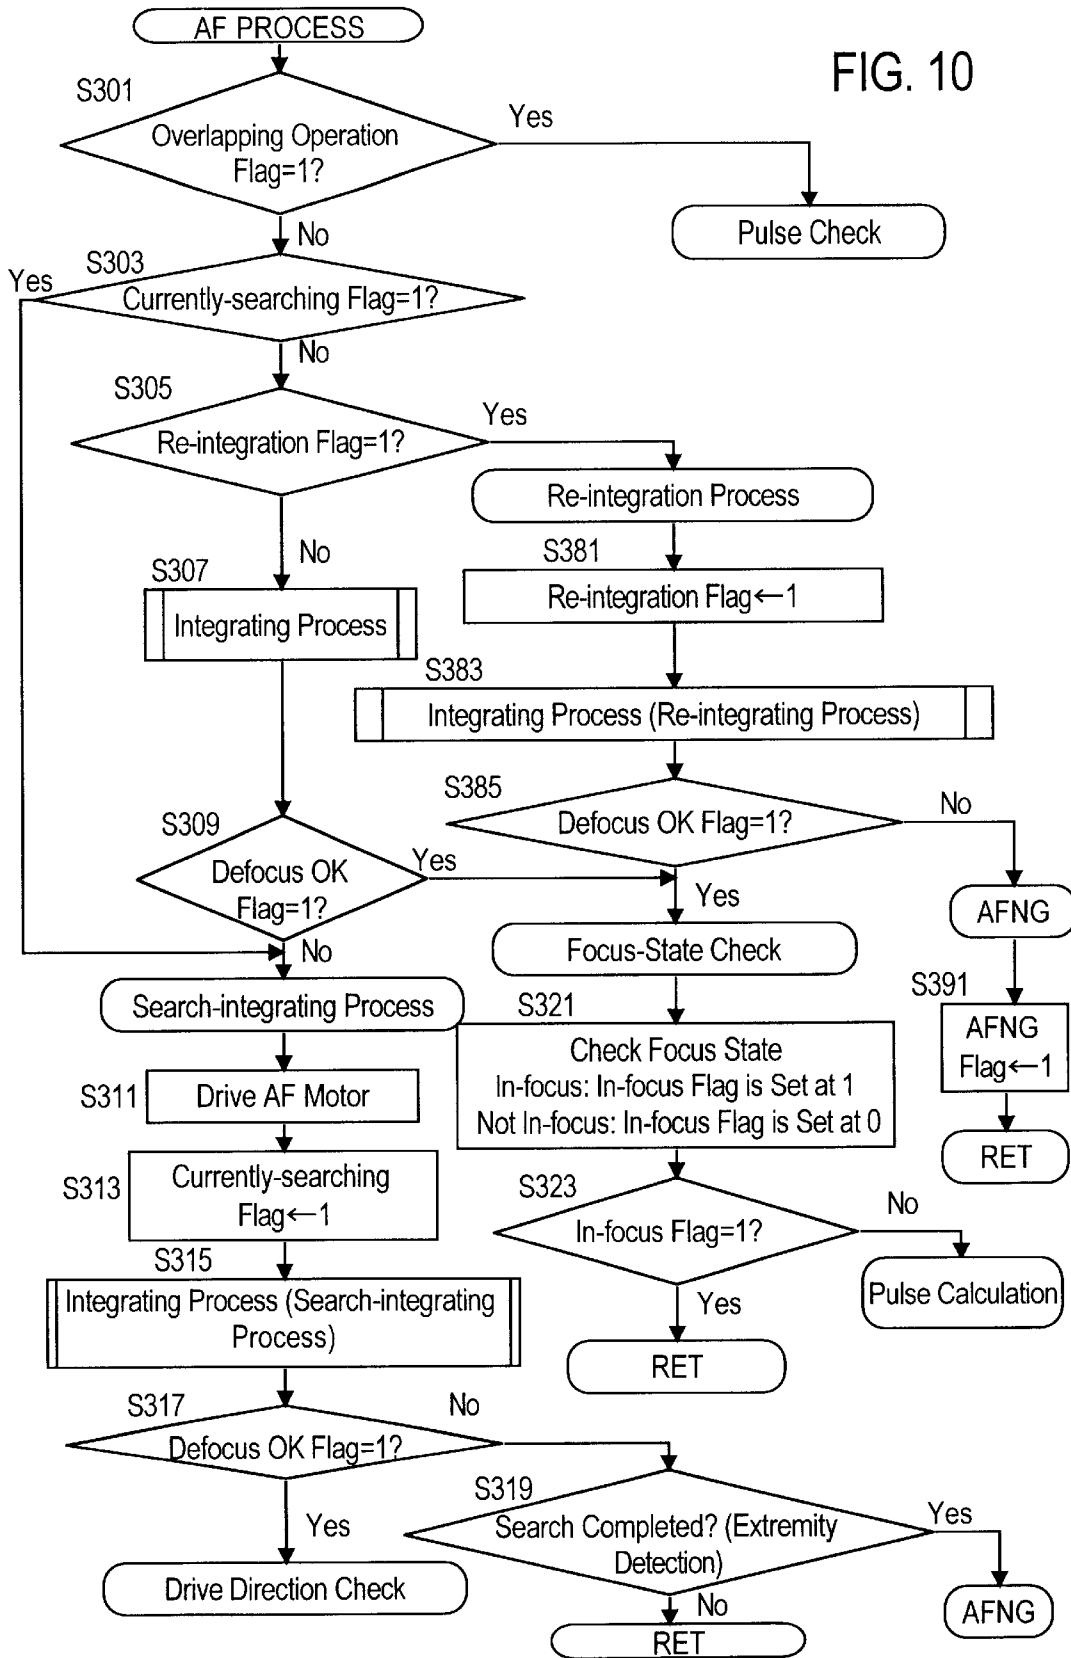 AF PROCESS
FIG. 10
S301
Overlapping Operation
Flag=1?
Yes
No
Pulse Check
S303
Yes
Currently-searching Flag=1?
No
S305
Re-integration Flag=1?
Yes
No
Re-integration Process
S381
Re-integration Flag←1
S307
Integrating Process
S383
Integrating Process (Re-integrating Process)
S385
Defocus OK Flag=1?
No
Yes
S309
Defocus OK
Flag=1?
Yes
No
AFNG
Focus-State Check
S391
AFNG
Flag←1
RET
Search-integrating Process
S321
Check Focus State
In-focus: In-focus Flag is Set at 1
Not In-focus: In-focus Flag is Set at 0
S311
Drive AF Motor
S313
Currently-searching
Flag←1
S323
In-focus Flag=1?
No
Yes
Pulse Calculation
RET
S315
Integrating Process (Search-integrating
Process)
S317
Defocus OK Flag=1?
No
Yes
Drive Direction Check
S319
Search Completed? (Extremity
Detection)
Yes
No
AFNG
RET